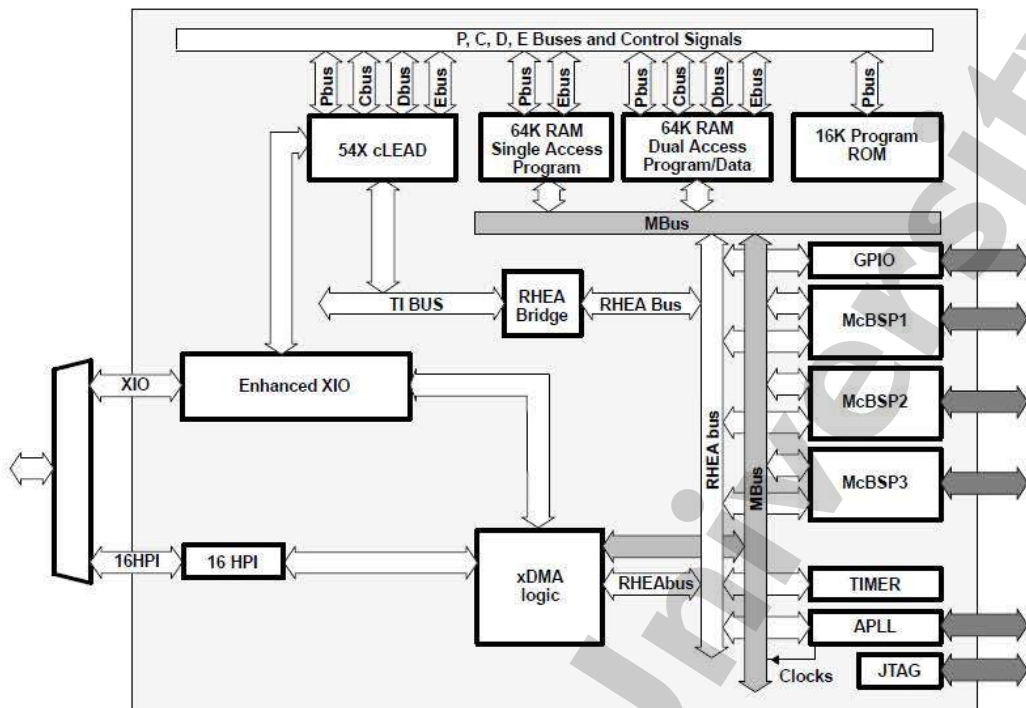 P, C, D, E Buses and Control Signals
Pbus
Cbus
Dbus
Ebus
Pbus
Ebus
Pbus
Cbus
Dbus
Ebus
Pbus
54X cLEAD
64K RAM
Single Access
Program
64K RAM
Dual Access
Program/Data
16K Program
ROM
MBus
GPIO
TI BUS
RHEA
Bridge
RHEA Bus
McBSP1
XIO
Enhanced XIO
McBSP2
RHEA bus
MBus
McBSP3
16HPI
16 HPI
xDMA
logic
RHEAbus
TIMER
APLL
Clocks
JTAG
University